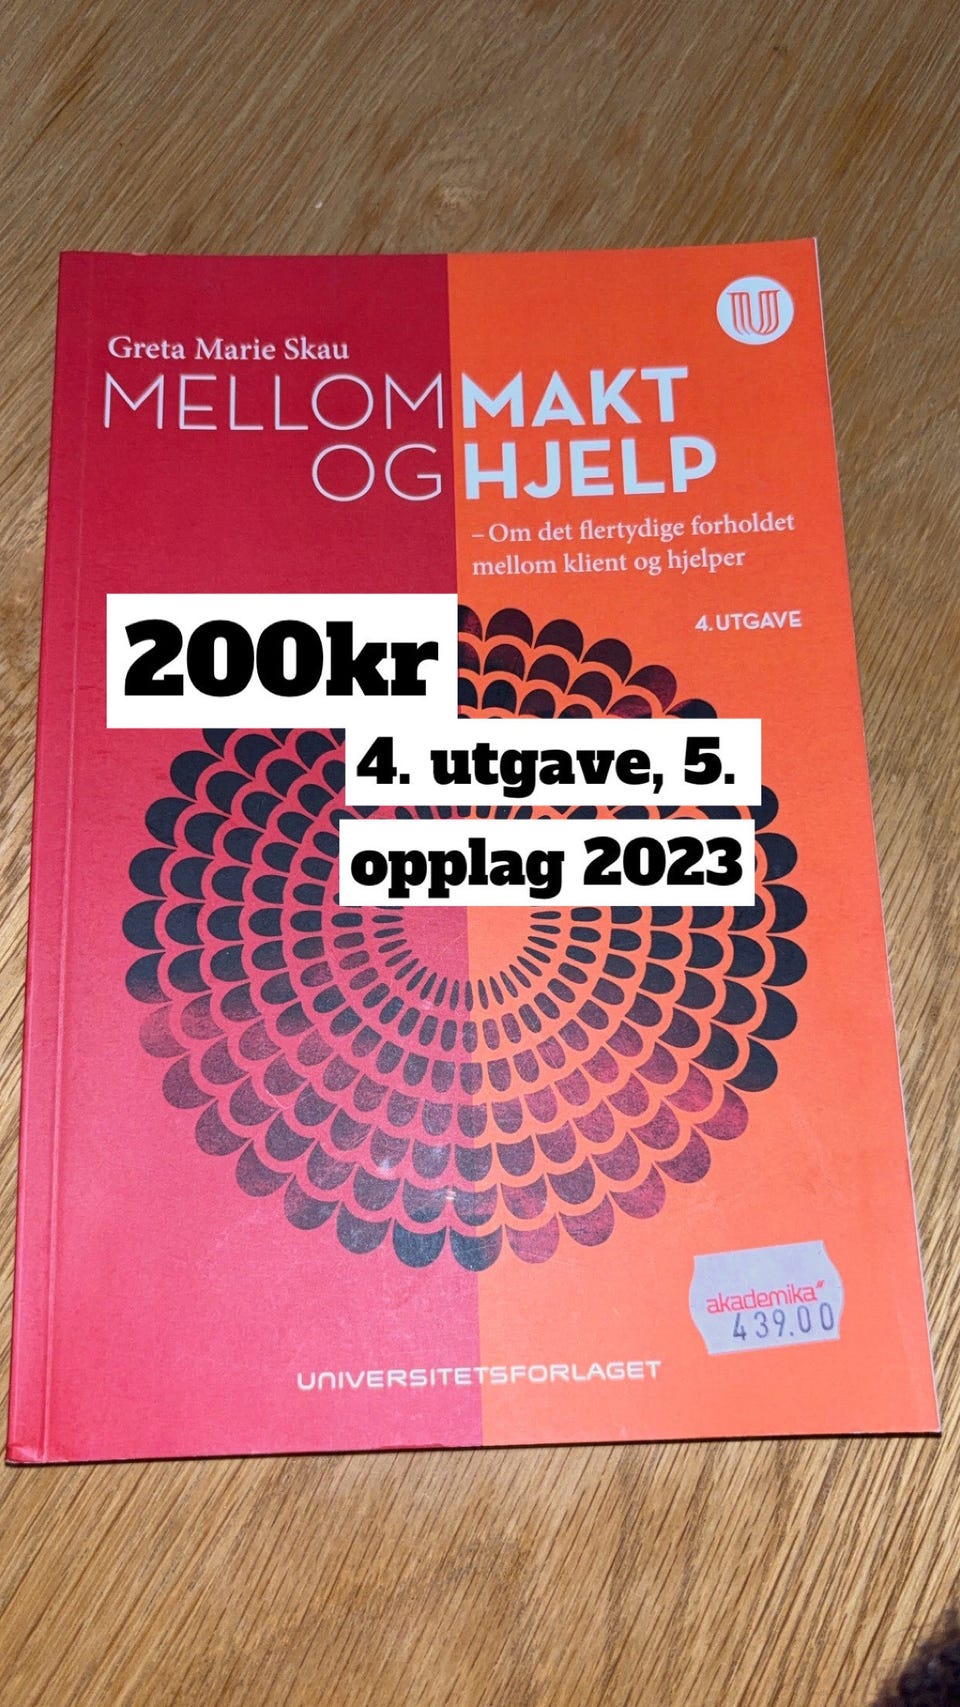 Greta Marie Skau
MELLOM MAKT
OG HJELP
– Om det flertydige forholdet
mellom klient og hjelper
4. UTGAVE
200kr
4. utgave, 5.
opplag 2023
akademika
439.00
UNIVERSITETSFORLAGET